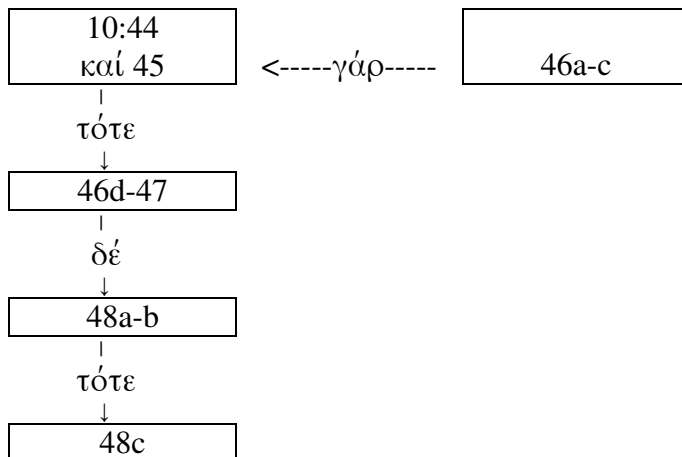 10:44
καί 45 <-----γάρ----- 46a-c
τότε
↓
46d-47
δέ
↓
48a-b
τότε
↓
48c